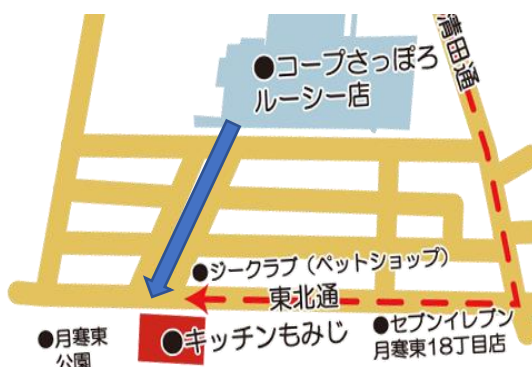 清田通
●コープさっぽろ
ルーシー店
●ジークラブ（ペットショップ）
東北通
●月寒東
公園
●キッチンもみじ
●セブンイレブン
月寒東18丁目店